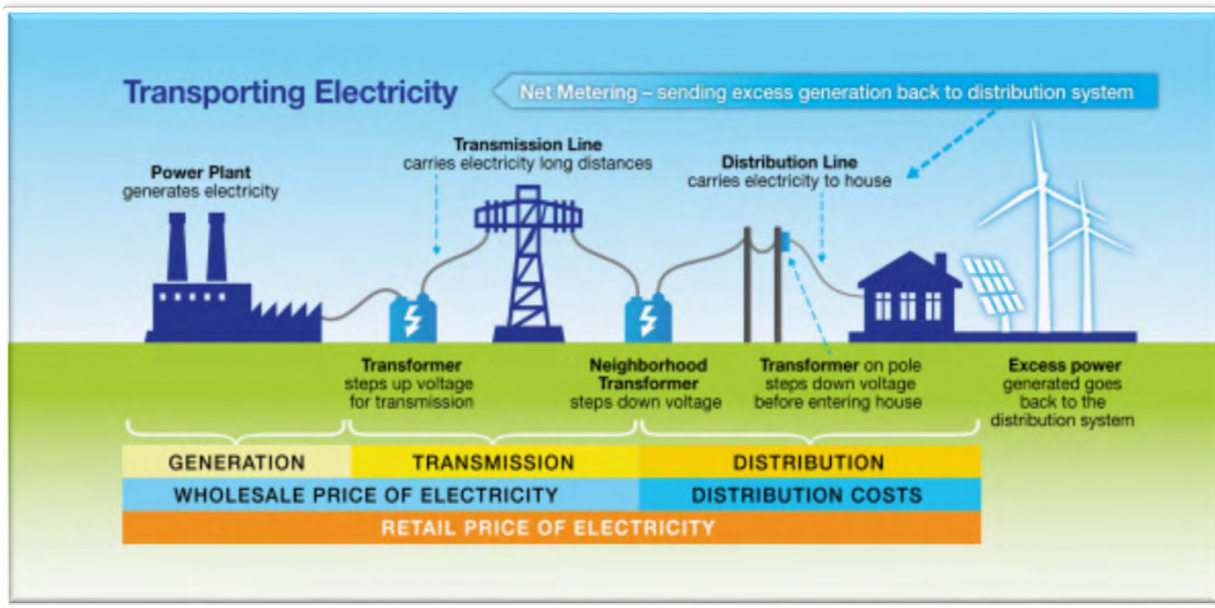 Transporting Electricity
Net Metering – sending excess generation back to distribution system
Transmission Line
carries electricity long distances
Distribution Line
carries electricity to house
Power Plant
generates electricity
Transformer
steps up voltage
for transmission
Neighborhood
Transformer
steps down voltage
Transformer on pole
steps down voltage
before entering house
Excess power
generated goes
back to the
distribution system
GENERATION
TRANSMISSION
DISTRIBUTION
WHOLESALE PRICE OF ELECTRICITY
DISTRIBUTION COSTS
RETAIL PRICE OF ELECTRICITY